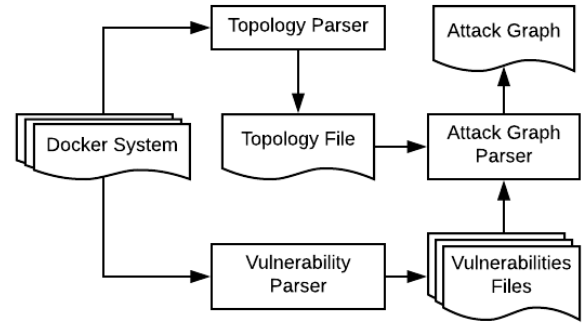 Topology Parser
Attack Graph
Docker System
Topology File
Attack Graph
Parser
Vulnerability
Parser
Vulnerabilities
Files